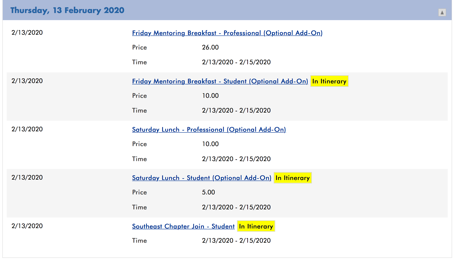 Thursday, 13 February 2020
2/13/2020 Friday Mentoring Breakfast - Professional (Optional Add-On)
Price 26.00
Time 2/13/2020 - 2/15/2020
2/13/2020 Friday Mentoring Breakfast - Student (Optional Add-On) In Itinerary
Price 10.00
Time 2/13/2020 - 2/15/2020
2/13/2020 Saturday Lunch - Professional (Optional Add-On)
Price 10.00
Time 2/13/2020 - 2/15/2020
2/13/2020 Saturday Lunch - Student (Optional Add-On) In Itinerary
Price 5.00
Time 2/13/2020 - 2/15/2020
2/13/2020 Southeast Chapter Join - Student In Itinerary
Time 2/13/2020 - 2/15/2020